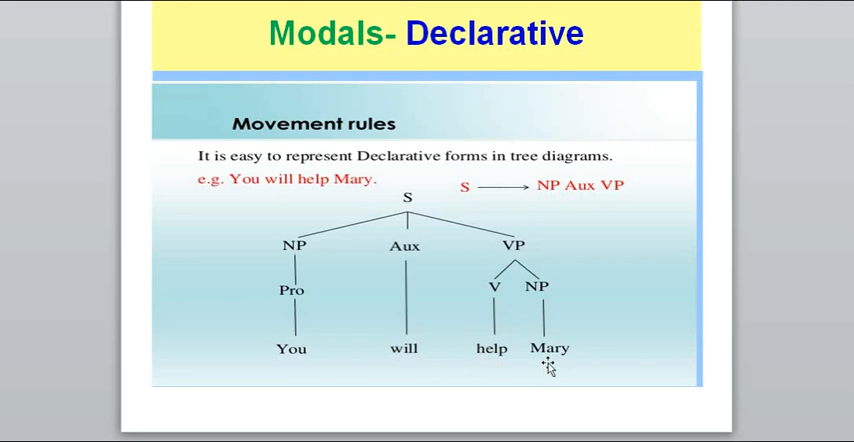 Modals- Declarative
Movement rules
It is easy to represent Declarative forms in tree diagrams.
e.g. You will help Mary.
S → NP Aux VP
S
NP Aux VP
Pro V NP
You will help Mary